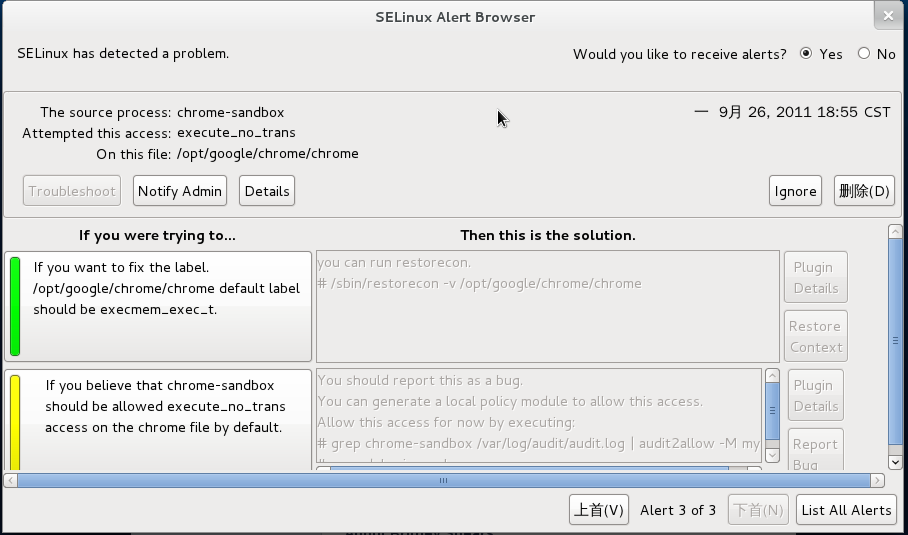 SELinux Alert Browser
SELinux has detected a problem.
Would you like to receive alerts? Yes No
The source process: chrome-sandbox
一 9月 26, 2011 18:55 CST
Attempted this access: execute_no_trans
On this file: /opt/google/chrome/chrome
Troubleshoot Notify Admin Details Ignore 删除(D)
If you were trying to... Then this is the solution.
If you want to fix the label.
/opt/google/chrome/chrome default label
should be execmem_exec_t.
you can run restorecon.
# /sbin/restorecon -v /opt/google/chrome/chrome
Plugin
Details
Restore
Context
If you believe that chrome-sandbox
should be allowed execute_no_trans
access on the chrome file by default.
You should report this as a bug.
You can generate a local policy module to allow this access.
Allow this access for now by executing:
# grep chrome-sandbox /var/log/audit/audit.log | audit2allow -M my
Plugin
Details
Report
Bug
上首(V) Alert 3 of 3 下首(N) List All Alerts